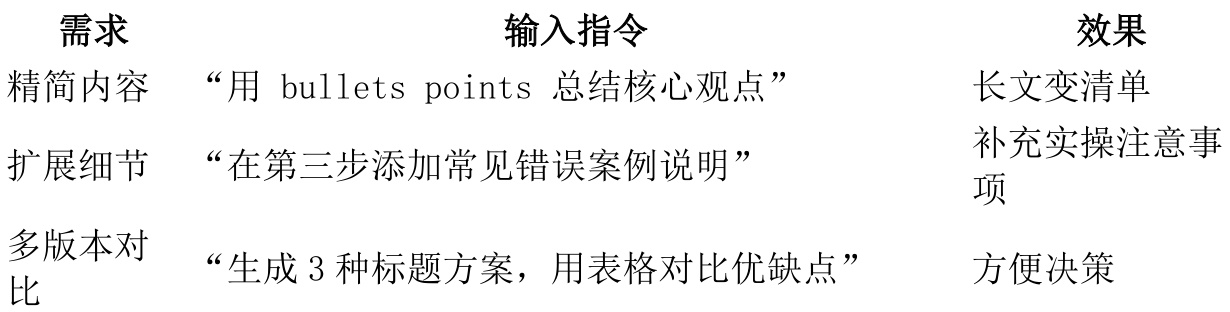 需求 输入指令 效果
精简内容 “用 bullets points 总结核心观点” 长文变清单
扩展细节 “在第三步添加常见错误案例说明” 补充实操注意事
项
多版本对
比 “生成 3 种标题方案，用表格对比优缺点” 方便决策